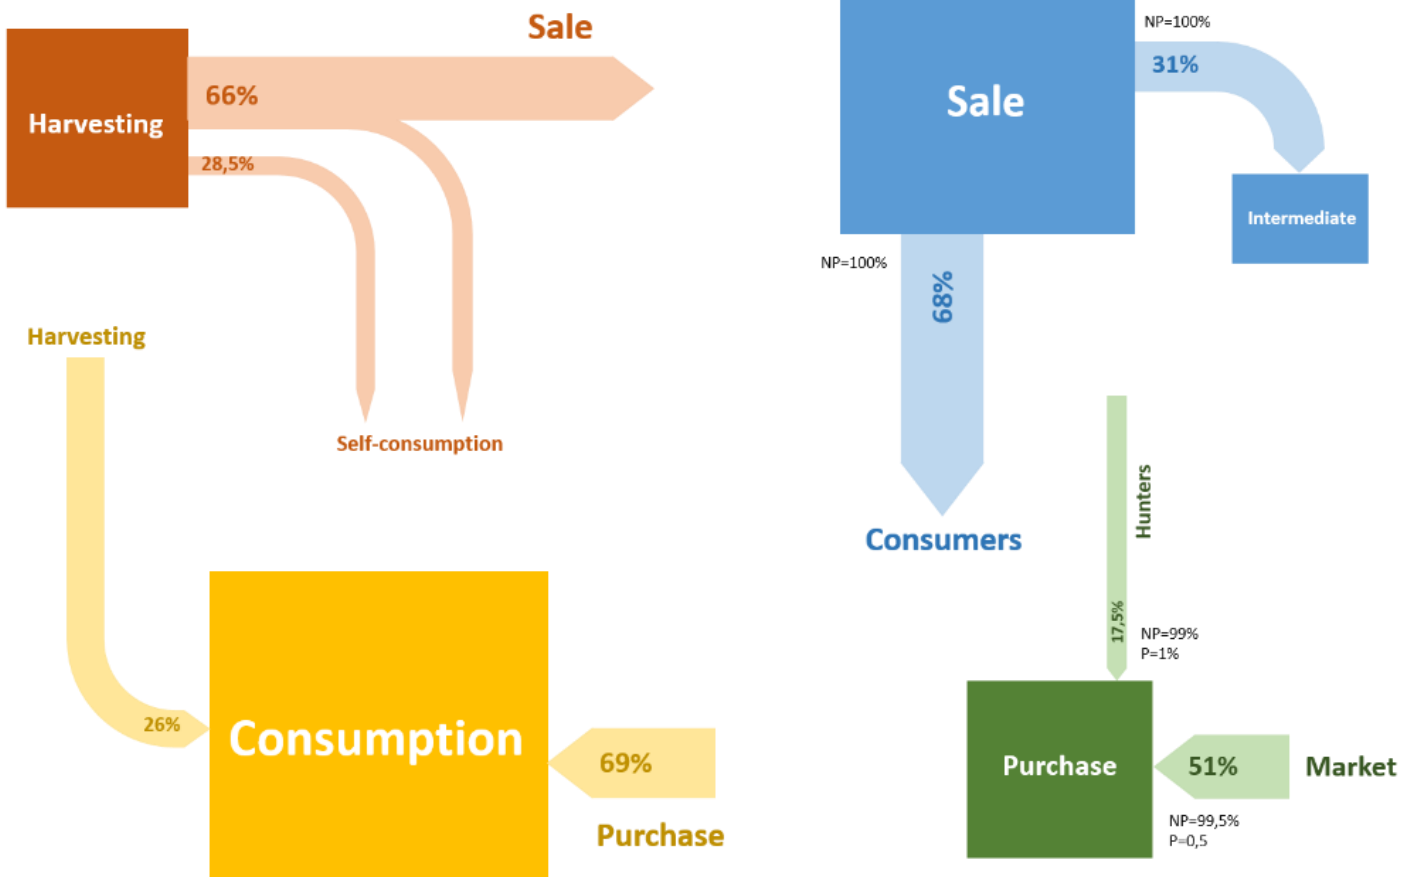 Sale
66%
Harvesting
28,5%
Self-consumption
NP=100%
31%
Sale
Intermediate
NP=100%
68%
Consumers
Harvesting
26%
Consumption
69%
Purchase
Hunters
17,5%
NP=99%
P=1%
Purchase
51%
Market
NP=99,5%
P=0,5